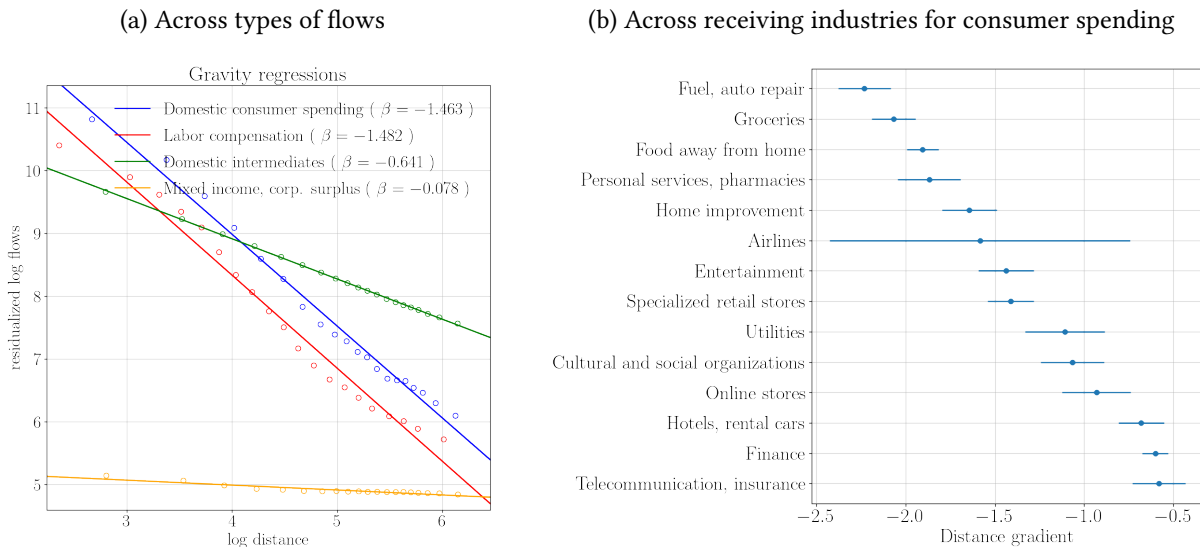 (a) Across types of flows
Gravity regressions
Domestic consumer spending ( β = −1.463 )
Labor compensation ( β = −1.482 )
Domestic intermediates ( β = −0.641 )
Mixed income, corp. surplus ( β = −0.078 )
residualized log flows
11
10
9
8
7
6
5
3 4 5 6
log distance
(b) Across receiving industries for consumer spending
Fuel, auto repair
Groceries
Food away from home
Personal services, pharmacies
Home improvement
Airlines
Entertainment
Specialized retail stores
Utilities
Cultural and social organizations
Online stores
Hotels, rental cars
Finance
Telecommunication, insurance
−2.5 −2.0 −1.5 −1.0 −0.5
Distance gradient